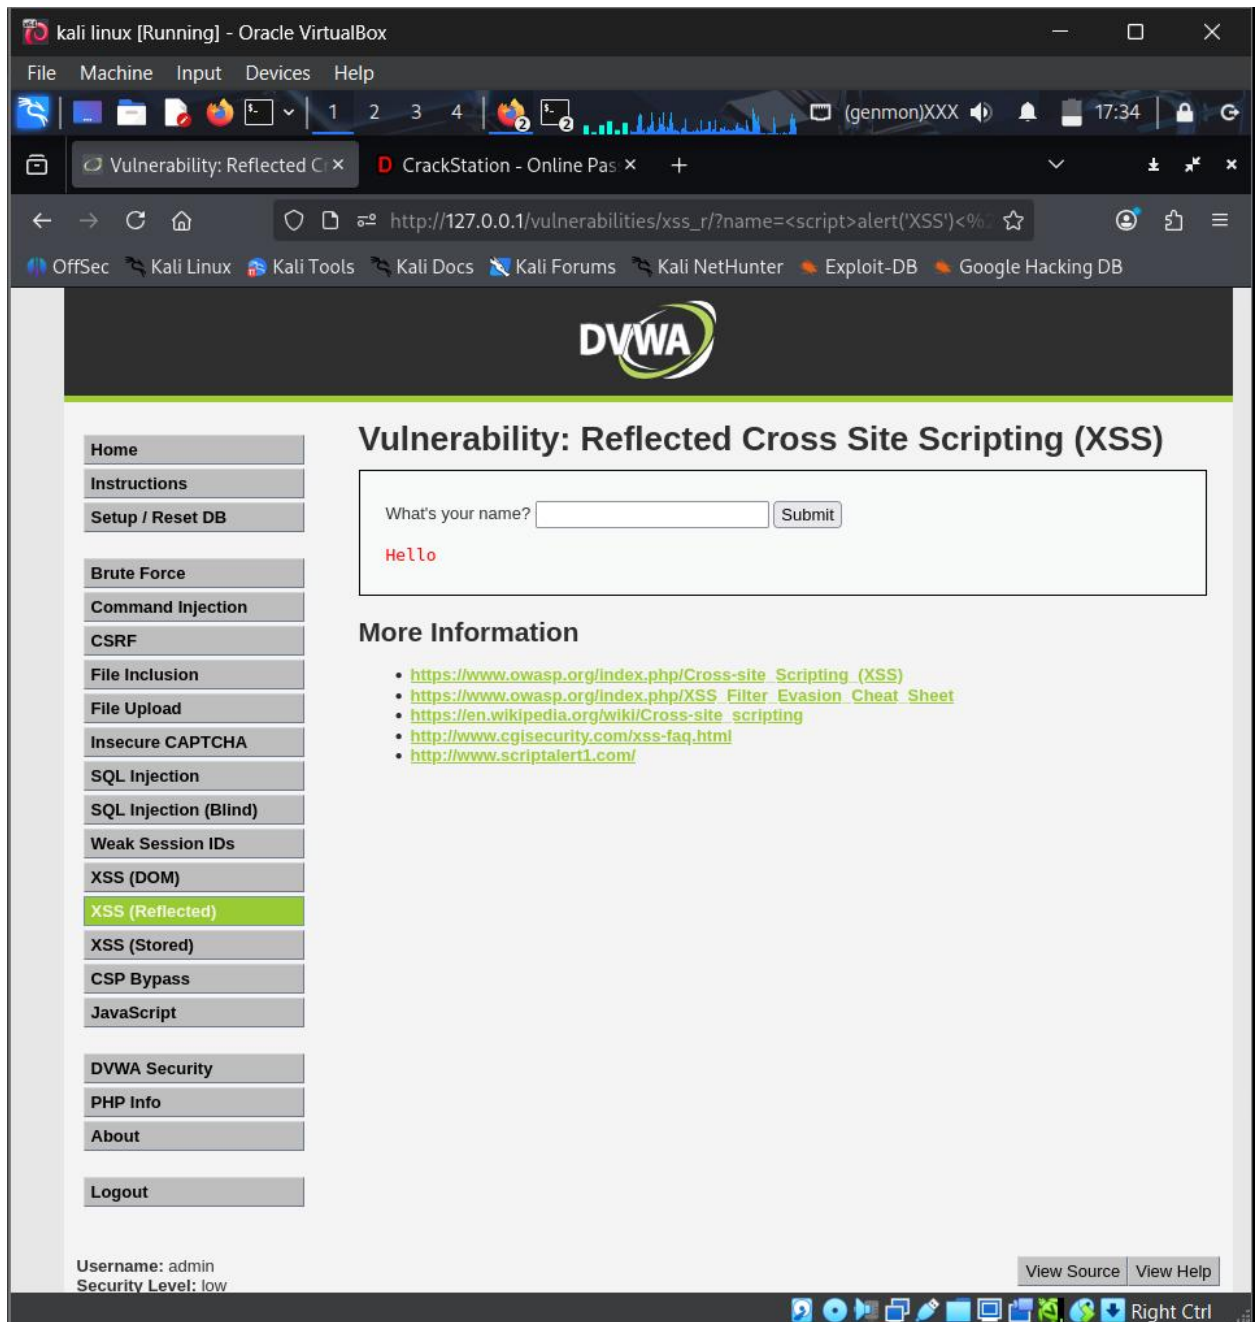 kali linux [Running] - Oracle VirtualBox
File Machine Input Devices Help
1 2 3 4 2 2 (genmon)XXX 17:34
Vulnerability: Reflected C CrackStation - Online Pas
http://127.0.0.1/vulnerabilities/xss_r/?name=<script>alert('XSS')<%2
OffSec Kali Linux Kali Tools Kali Docs Kali Forums Kali NetHunter Exploit-DB Google Hacking DB
DVWA
Vulnerability: Reflected Cross Site Scripting (XSS)
What's your name? Submit
Hello
More Information
https://www.owasp.org/index.php/Cross-site_Scripting_(XSS)
https://www.owasp.org/index.php/XSS_Filter_Evasion_Cheat_Sheet
https://en.wikipedia.org/wiki/Cross-site_scripting
http://www.cgisecurity.com/xss-faq.html
http://www.scriptalert1.com/
Home
Instructions
Setup / Reset DB
Brute Force
Command Injection
CSRF
File Inclusion
File Upload
Insecure CAPTCHA
SQL Injection
SQL Injection (Blind)
Weak Session IDs
XSS (DOM)
XSS (Reflected)
XSS (Stored)
CSP Bypass
JavaScript
DVWA Security
PHP Info
About
Logout
Username: admin
Security Level: low
View Source View Help
Right Ctrl